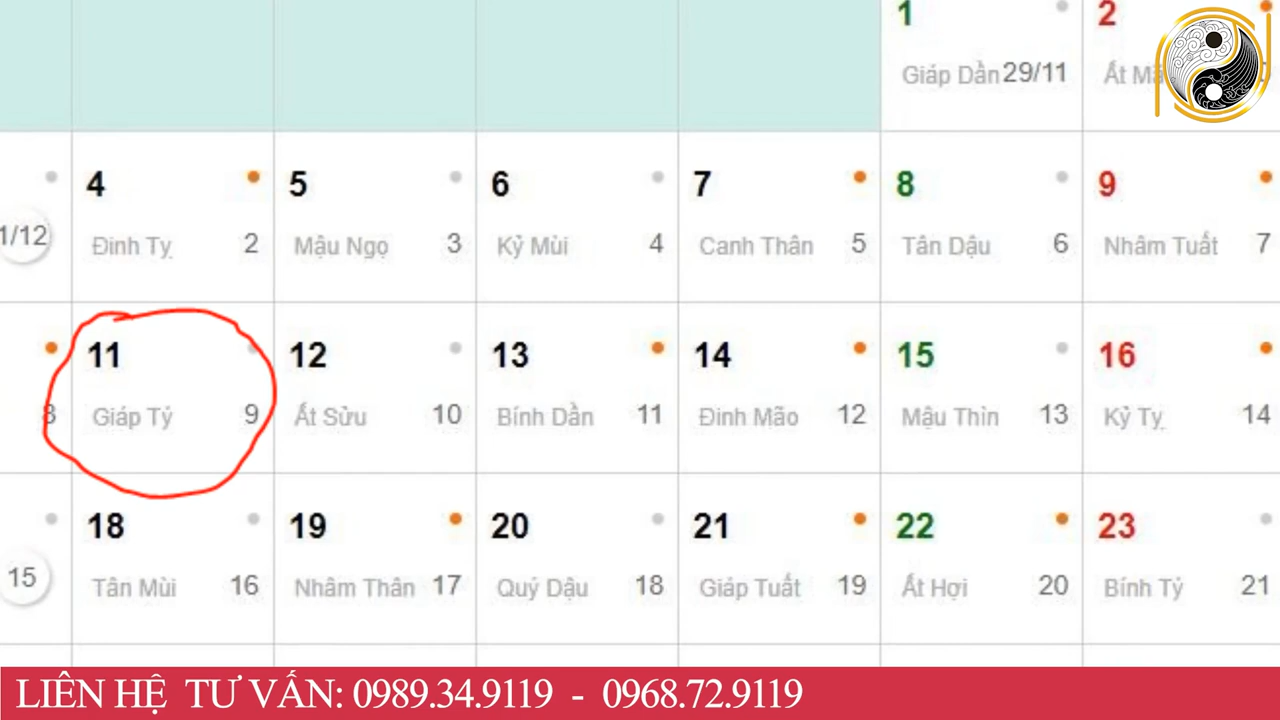 1 2
Giáp Dần 29/11 Ất
4 5 6 7 8 9
1/12 Đinh Tỵ 2 Mậu Ngọ 3 Kỷ Mùi 4 Canh Thân 5 Tân Dậu 6 Nhâm Tuất 7
11 12 13 14 15 16
8 Giáp Tý 9 Ất Sửu 10 Bính Dần 11 Đinh Mão 12 Mậu Thìn 13 Kỷ Tỵ 14
18 19 20 21 22 23
15 Tân Mùi 16 Nhâm Thân 17 Quý Dậu 18 Giáp Tuất 19 Ất Hợi 20 Bính Tý 21
LIÊN HỆ TƯ VẤN: 0989.34.9119 - 0968.72.9119